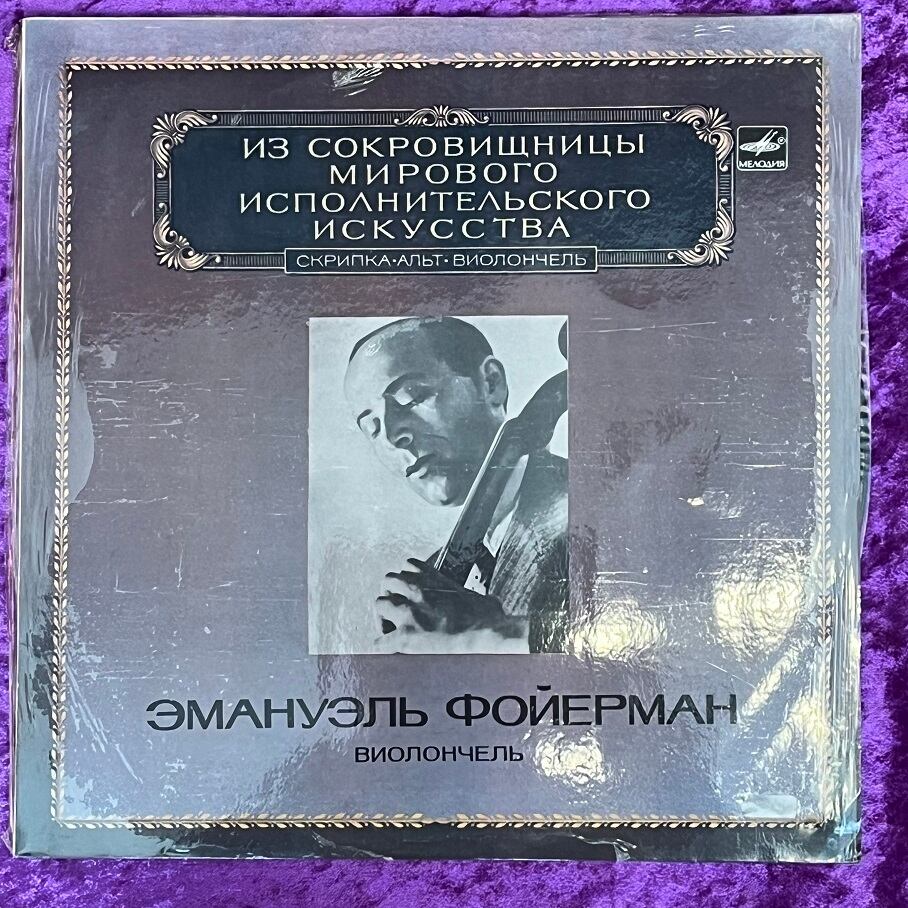 ИЗ СОКРОВИЩНИЦЫ
МИРОВОГО
ИСПОЛНИТЕЛЬСКОГО
ИСКУССТВА
МЕЛОДИЯ
СКРИПКА·АЛЬТ·ВИОЛОНЧЕЛЬ
ЭМАНУЭЛЬ ФОЙЕРМАН
ВИОЛОНЧЕЛЬ